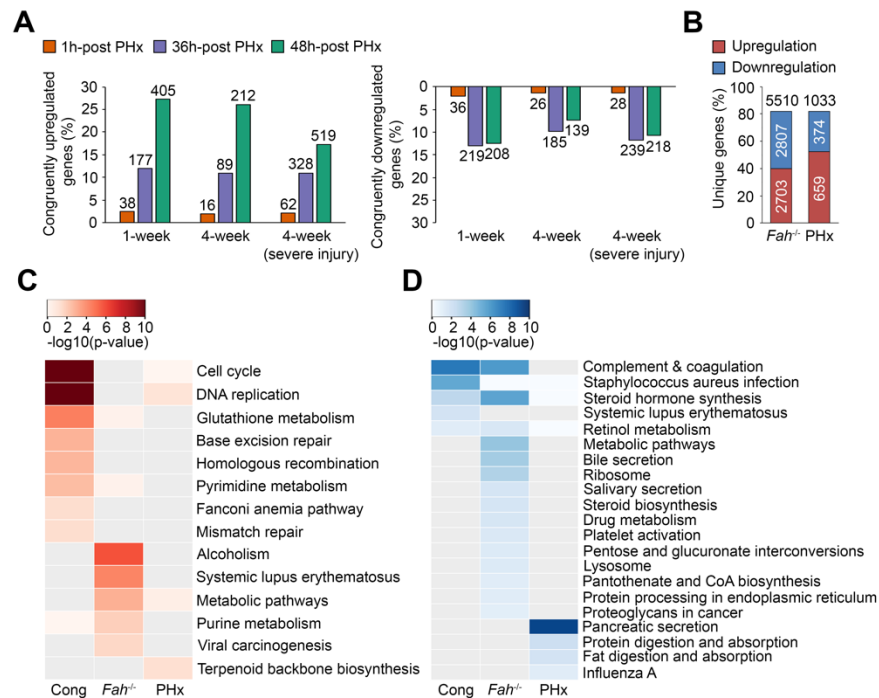 A
B
1h-post PHx 36h-post PHx 48h-post PHx
Upregulation
Downregulation
Congruently upregulated
genes (%)
30
25
20
15
10
5
0
38
177
405
16
89
212
62
328
519
1-week
4-week
4-week
(severe injury)
Congruently downregulated
genes (%)
0
5
10
15
20
25
30
36
219
208
26
185
139
28
239
218
1-week
4-week
4-week
(severe injury)
Unique genes (%)
100
80
60
40
20
0
5510
1033
2807
374
2703
659
Fah-/- PHx
C
0 2 4 6 8 10
-log10(p-value)
Cell cycle
DNA replication
Glutathione metabolism
Base excision repair
Homologous recombination
Pyrimidine metabolism
Fanconi anemia pathway
Mismatch repair
Alcoholism
Systemic lupus erythematosus
Metabolic pathways
Purine metabolism
Viral carcinogenesis
Terpenoid backbone biosynthesis
Cong Fah-/- PHx
D
0 2 4 6 8 10
-log10(p-value)
Complement & coagulation
Staphylococcus aureus infection
Steroid hormone synthesis
Systemic lupus erythematosus
Retinol metabolism
Metabolic pathways
Bile secretion
Ribosome
Salivary secretion
Steroid biosynthesis
Drug metabolism
Platelet activation
Pentose and glucuronate interconversions
Lysosome
Pantothenate and CoA biosynthesis
Protein processing in endoplasmic reticulum
Proteoglycans in cancer
Pancreatic secretion
Protein digestion and absorption
Fat digestion and absorption
Influenza A
Cong Fah-/- PHx